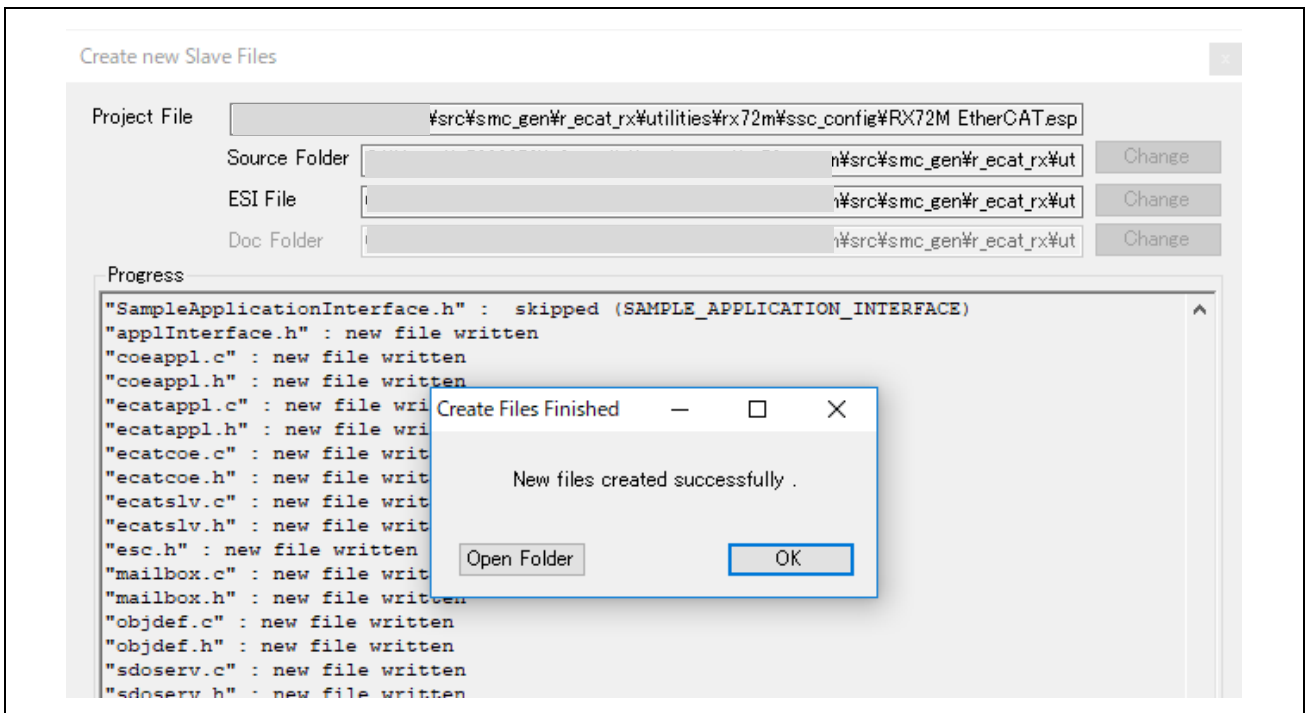 Create new Slave Files
x
Project File ¥src¥smc_gen¥r_ecat_rx¥utilities¥rx72m¥ssc_config¥RX72M EtherCAT.esp
Source Folder ¥src¥smc_gen¥r_ecat_rx¥ut Change
ESI File ¥src¥smc_gen¥r_ecat_rx¥ut Change
Doc Folder ¥src¥smc_gen¥r_ecat_rx¥ut Change
Progress
"SampleApplicationInterface.h" :  skipped (SAMPLE_APPLICATION_INTERFACE)
"applInterface.h" : new file written
"coeappl.c" : new file written
"coeappl.h" : new file written
"ecatappl.c" : new file wri
"ecatappl.h" : new file wri
"ecatcoe.c" : new file writ
"ecatcoe.h" : new file writ
"ecatslv.c" : new file writ
"ecatslv.h" : new file writ
"esc.h" : new file written
"mailbox.c" : new file writ
"mailbox.h" : new file written
"objdef.c" : new file written
"objdef.h" : new file written
"sdoserv.c" : new file written
"sdoserv.h" : new file written
Create Files Finished
New files created successfully .
Open Folder OK